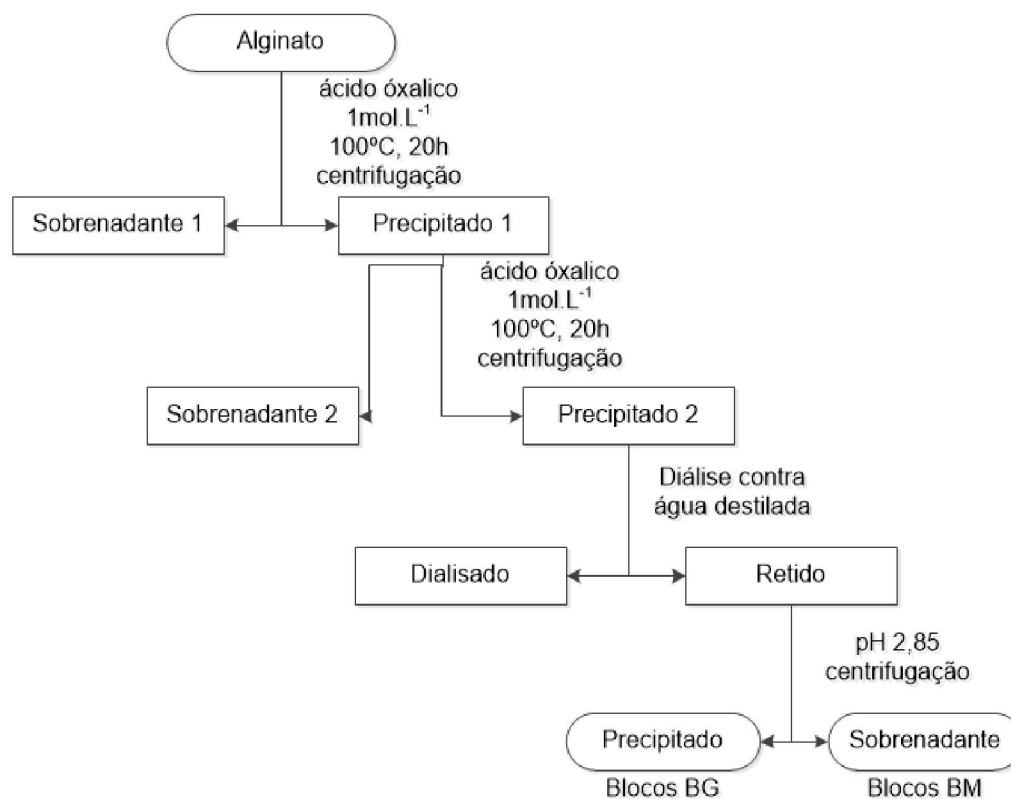 Alginato
ácido óxalico
1mol.L⁻¹
100ºC, 20h
centrifugação
Sobrenadante 1
Precipitado 1
ácido óxalico
1mol.L⁻¹
100ºC, 20h
centrifugação
Sobrenadante 2
Precipitado 2
Diálise contra
água destilada
Dialisado
Retido
pH 2,85
centrifugação
Precipitado
Sobrenadante
Blocos BG
Blocos BM